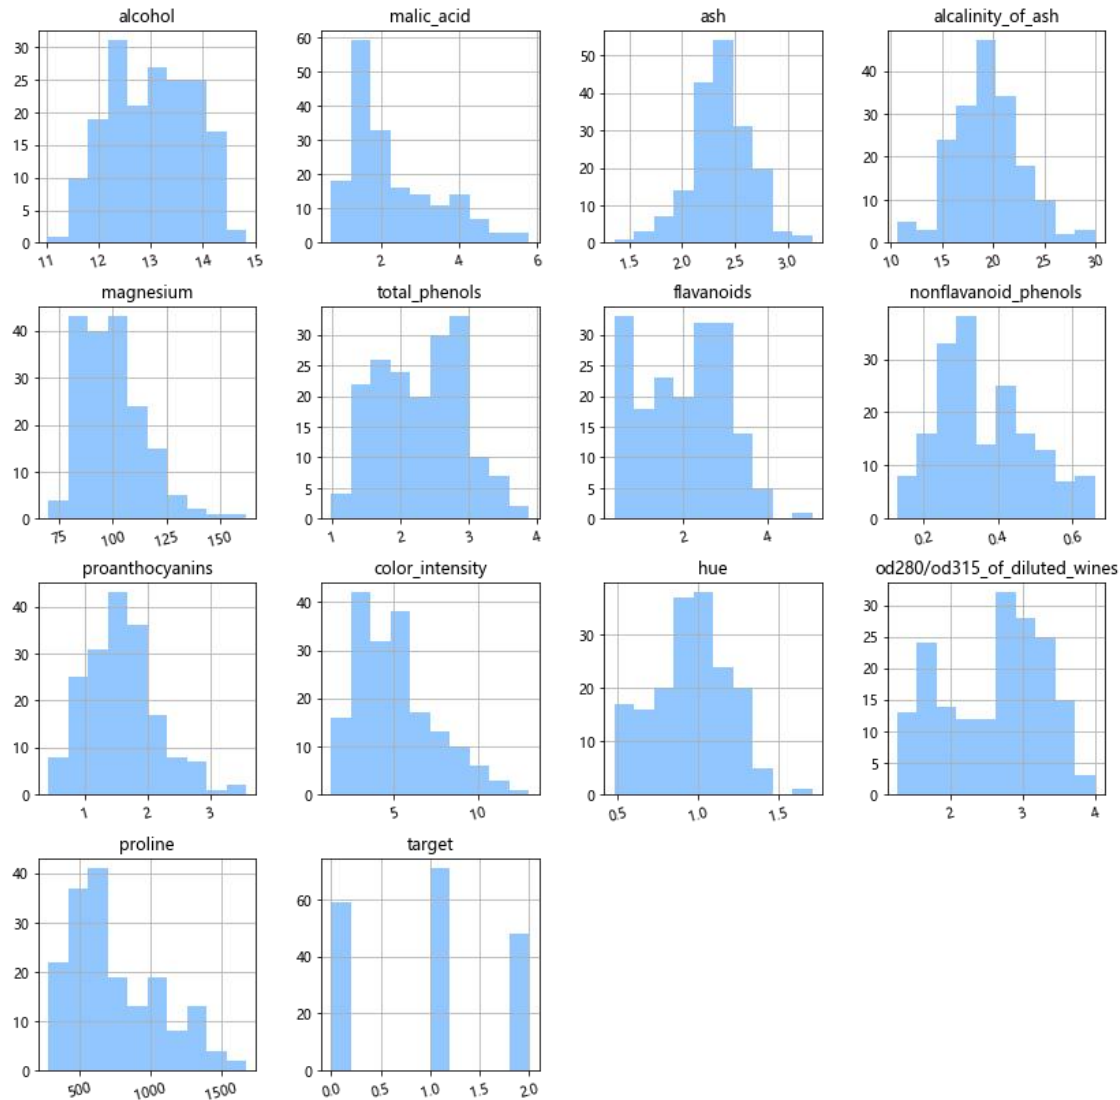 alcohol malic_acid ash alcalinity_of_ash
30 25 20 15 10 5 0
11 12 13 14 15
60 50 40 30 20 10 0
2 4 6
50 40 30 20 10 0
1.5 2.0 2.5 3.0
40 30 20 10 0
10 15 20 25 30
magnesium total_phenols flavanoids nonflavanoid_phenols
40 30 20 10 0
75 100 125 150
30 25 20 15 10 5 0
1 2 3 4
30 25 20 15 10 5 0
2 4
30 20 10 0
0.2 0.4 0.6
proanthocyanins color_intensity hue od280/od315_of_diluted_wines
40 30 20 10 0
1 2 3
40 30 20 10 0
5 10
30 20 10 0
0.5 1.0 1.5
30 25 20 15 10 5 0
2 3 4
proline target
40 30 20 10 0
500 1000 1500
60 40 20 0
0.0 0.5 1.0 1.5 2.0